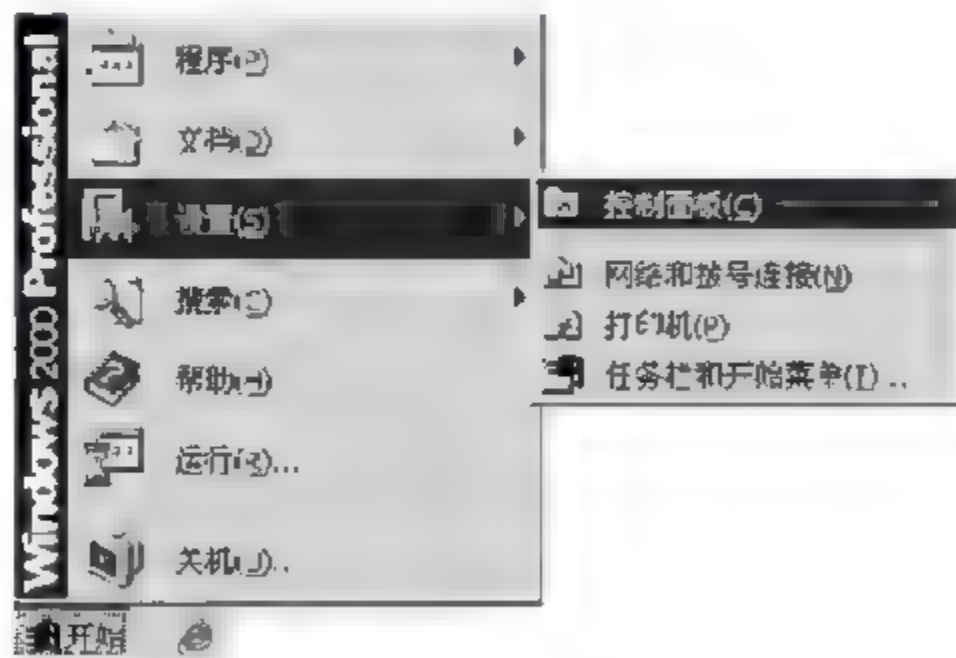 Windows 2000 Professional
程序(P)
文档(D)
设置(S)
搜索(C)
帮助(H)
运行(R)...
关机(U)...
控制面板(C)
网络和拨号连接(N)
打印机(P)
任务栏和开始菜单(T)...
开始